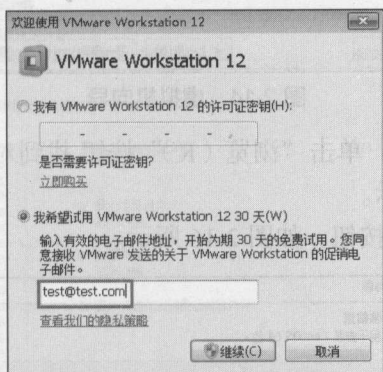 欢迎使用 VMware Workstation 12
VMware Workstation 12
我有 VMware Workstation 12 的许可证密钥(H):
- - - -
是否需要许可证密钥?
立即购买
我希望试用 VMware Workstation 12 30 天(W)
输入有效的电子邮件地址，开始为期 30 天的免费试用。您同
意接收 VMware 发送的关于 VMware Workstation 的促销电
子邮件。
test@test.com
查看我们的隐私策略
继续(C) 取消